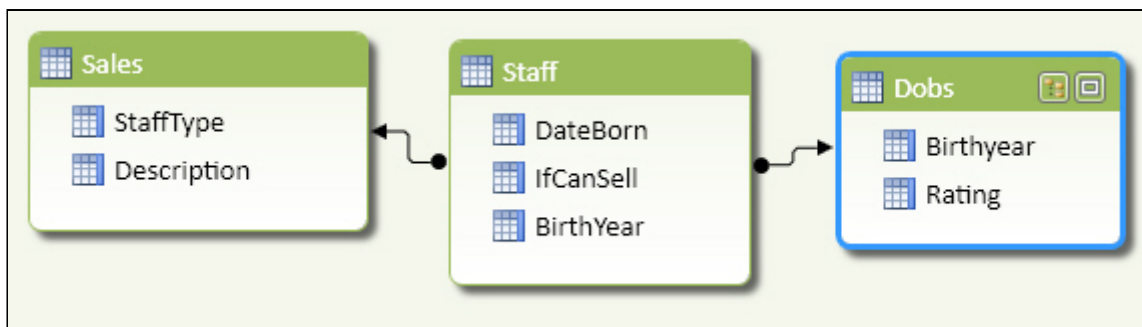 Sales
StaffType
Description
Staff
DateBorn
IfCanSell
BirthYear
Dobs
Birthyear
Rating